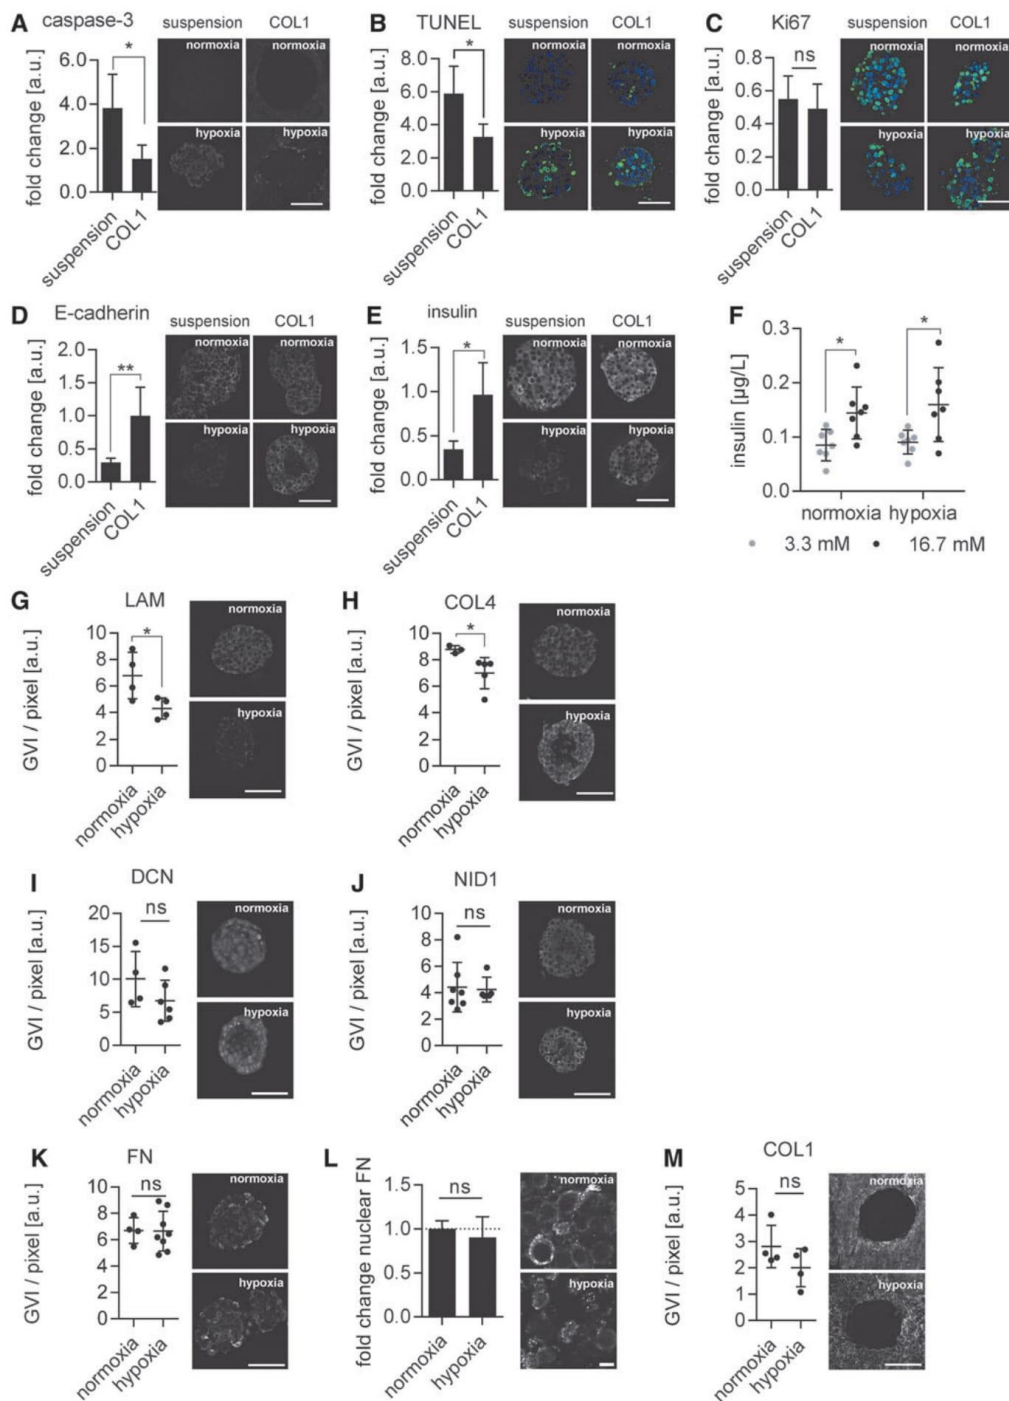 A caspase-3
suspension COL1
fold change [a.u.]
6.0
4.0
2.0
0.0
*
suspension
COL1
normoxia normoxia
hypoxia hypoxia
B TUNEL
suspension COL1
fold change [a.u.]
8
6
4
2
0
*
suspension
COL1
normoxia normoxia
hypoxia hypoxia
C Ki67
suspension COL1
fold change [a.u.]
0.8
0.6
0.4
0.2
0.0
ns
suspension
COL1
normoxia normoxia
hypoxia hypoxia
D E-cadherin
suspension COL1
fold change [a.u.]
2.0
1.5
1.0
0.5
0.0
**
suspension
COL1
normoxia normoxia
hypoxia hypoxia
E insulin
suspension COL1
fold change [a.u.]
1.5
1.0
0.5
0.0
*
suspension
COL1
normoxia normoxia
hypoxia hypoxia
F
insulin [µg/L]
0.3
0.2
0.1
0.0
* *
normoxia hypoxia
3.3 mM 16.7 mM
G LAM
GVI / pixel [a.u.]
10
8
6
4
2
0
*
normoxia
hypoxia
normoxia
hypoxia
H COL4
GVI / pixel [a.u.]
10
8
6
4
2
0
*
normoxia
hypoxia
normoxia
hypoxia
I DCN
GVI / pixel [a.u.]
20
15
10
5
0
ns
normoxia
hypoxia
normoxia
hypoxia
J NID1
GVI / pixel [a.u.]
10
8
6
4
2
0
ns
normoxia
hypoxia
normoxia
hypoxia
K FN
GVI / pixel [a.u.]
10
8
6
4
2
0
ns
normoxia
hypoxia
normoxia
hypoxia
L
fold change nuclear FN
1.5
1.0
0.5
0.0
ns
normoxia
hypoxia
normoxia
hypoxia
M COL1
GVI / pixel [a.u.]
5
4
3
2
1
0
ns
normoxia
hypoxia
normoxia
hypoxia